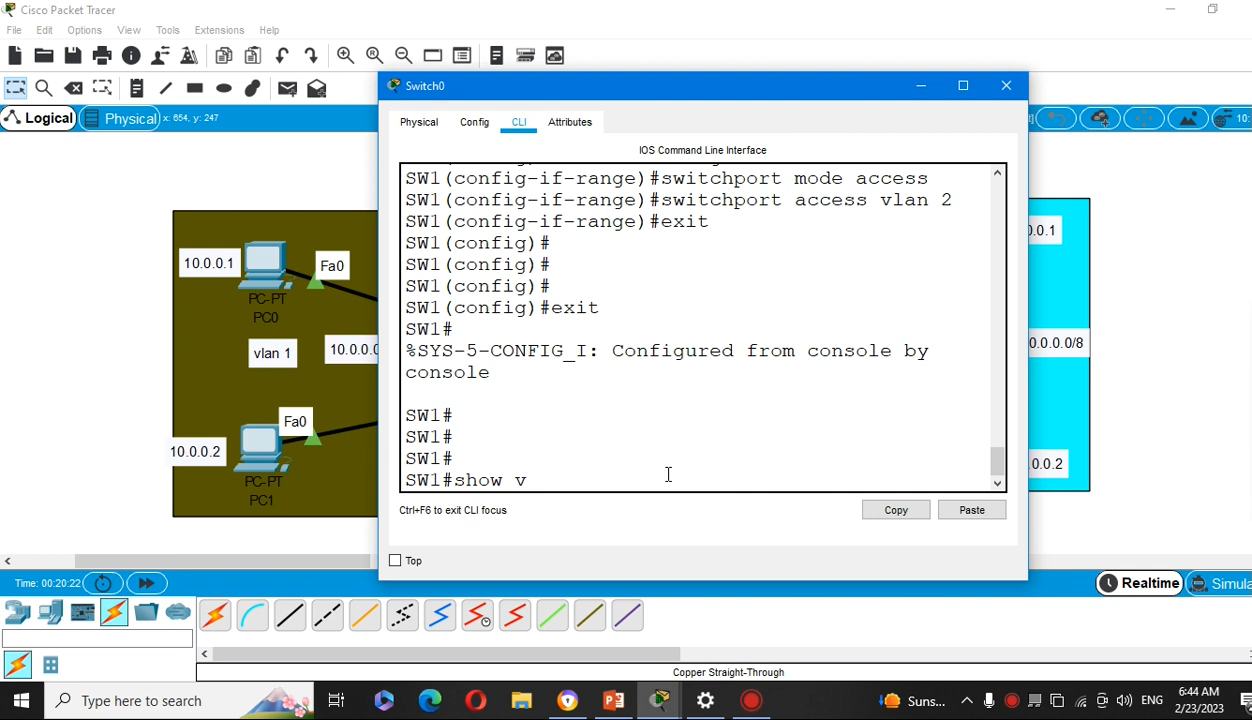 Cisco Packet Tracer
File Edit Options View Tools Extensions Help
Logical
Physical x: 654, y: 247
10:
Switch0
Physical Config CLI Attributes
IOS Command Line Interface
SW1(config-if-range)#switchport mode access
SW1(config-if-range)#switchport access vlan 2
SW1(config-if-range)#exit
SW1(config)#
SW1(config)#
SW1(config)#
SW1(config)#exit
SW1#
%SYS-5-CONFIG_I: Configured from console by
console
SW1#
SW1#
SW1#
SW1#show v
Ctrl+F6 to exit CLI focus
Copy
Paste
Top
10.0.0.1
Fa0
PC-PT
PC0
vlan 1
10.0.0.0
Fa0
10.0.0.2
PC-PT
PC1
0.0.1
0.0.0.0/8
0.0.2
Time: 00:20:22
Realtime
Simula
Copper Straight-Through
Type here to search
Suns...
ENG
6:44 AM
2/23/2023